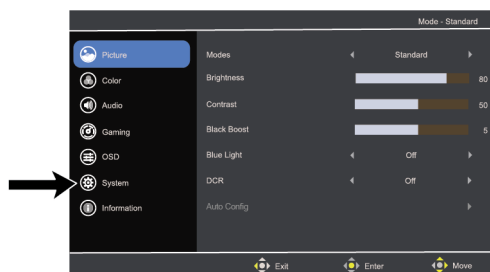 Mode - Standard
Picture
Color
Audio
Gaming
OSD
System
Information
Modes Standard
Brightness 80
Contrast 50
Black Boost 5
Blue Light Off
DCR Off
Auto Config
Exit Enter Move